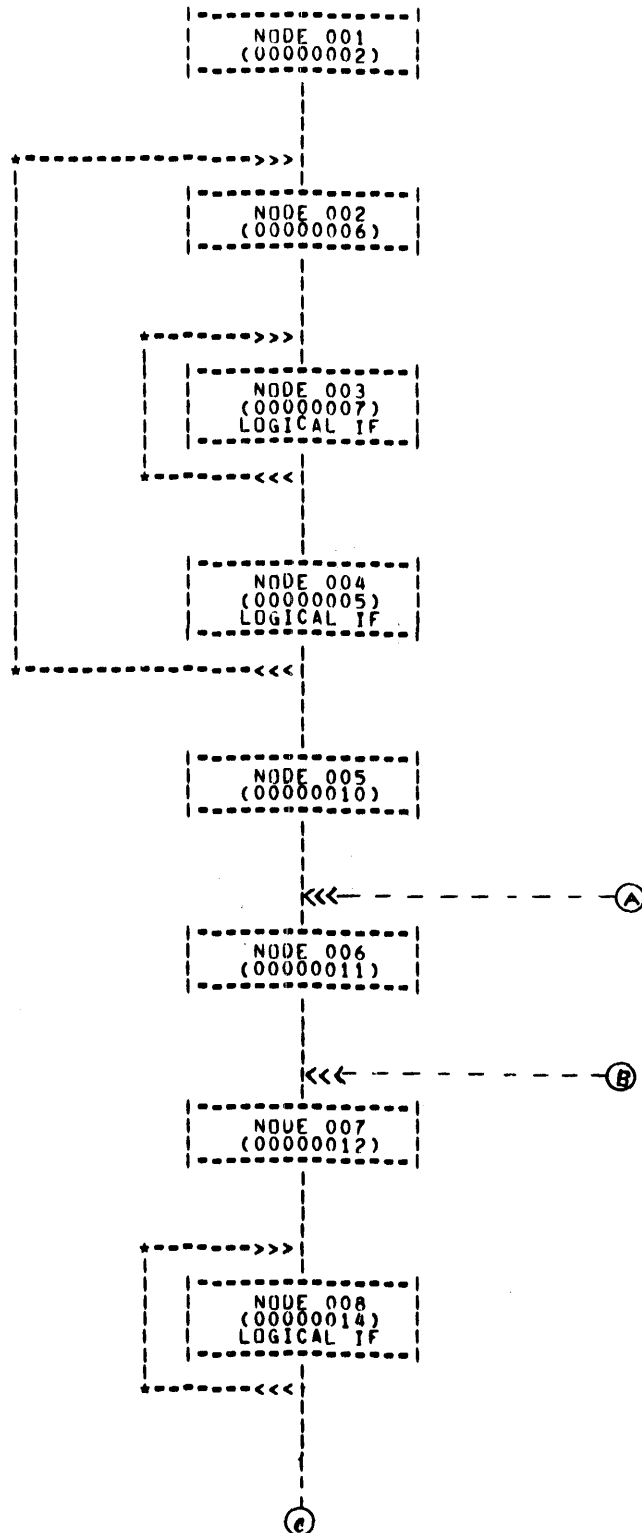 NODE 001
(00000002)
NODE 002
(00000006)
NODE 003
(00000007)
LOGICAL IF
NODE 004
(00000005)
LOGICAL IF
NODE 005
(00000010)
A
NODE 006
(00000011)
B
NODE 007
(00000012)
NODE 008
(00000014)
LOGICAL IF
C